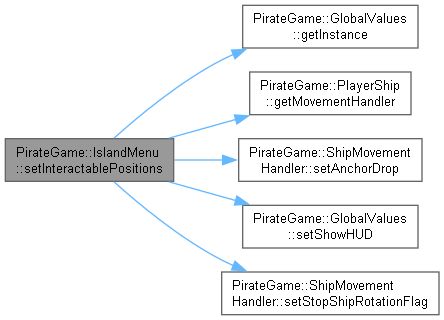 PirateGame::GlobalValues
::getInstance
PirateGame::PlayerShip
::getMovementHandler
PirateGame::IslandMenu
::setInteractablePositions
PirateGame::ShipMovement
Handler::setAnchorDrop
PirateGame::GlobalValues
::setShowHUD
PirateGame::ShipMovement
Handler::setStopShipRotationFlag